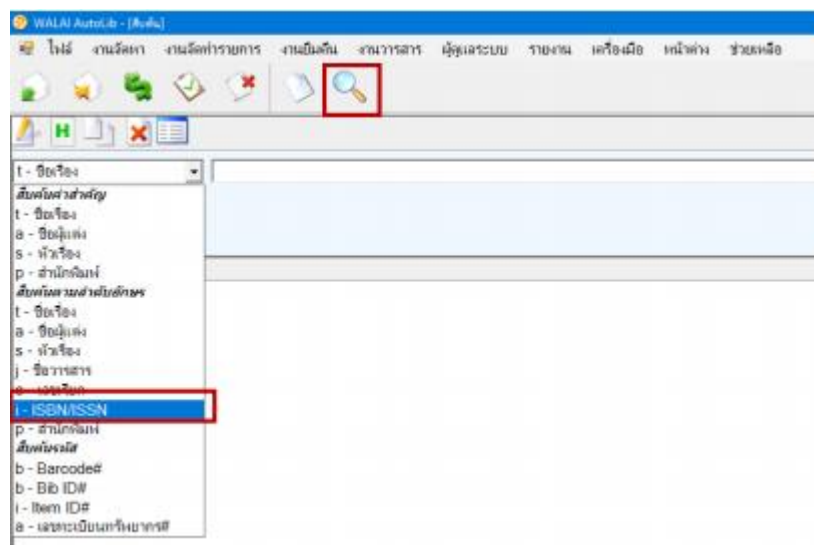 WALAI AutoLib - [สืบค้น]
ไฟล์ งานจัดหา งานจัดทำรายการ งานยืมคืน งานวารสาร ผู้ดูแลระบบ รายงาน เครื่องมือ หน้าต่าง ช่วยเหลือ
H
t - ชื่อเรื่อง
สืบค้นคำสำคัญ
t - ชื่อเรื่อง
a - ชื่อผู้แต่ง
s - หัวเรื่อง
p - สำนักพิมพ์
สืบค้นตามลำดับอักษร
t - ชื่อเรื่อง
a - ชื่อผู้แต่ง
s - หัวเรื่อง
j - ชื่อวารสาร
c - เลขเรียก
i - ISBN/ISSN
p - สำนักพิมพ์
สืบค้นรหัส
b - Barcode#
b - Bib ID#
i - Item ID#
a - เลขทะเบียนทรัพยากร#